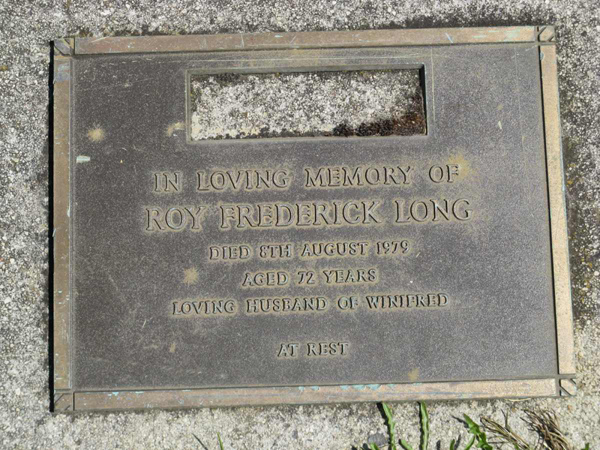 IN LOVING MEMORY OF
ROY FREDERICK LONG
DIED 8TH AUGUST 1979
AGED 72 YEARS
LOVING HUSBAND OF WINIFRED
AT REST